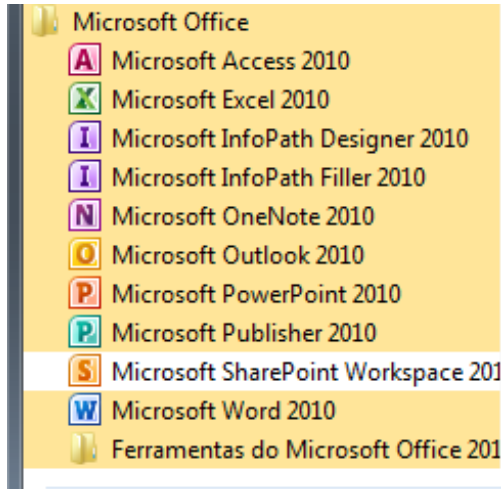 Microsoft Office
A Microsoft Access 2010
X Microsoft Excel 2010
I Microsoft InfoPath Designer 2010
I Microsoft InfoPath Filler 2010
N Microsoft OneNote 2010
O Microsoft Outlook 2010
P Microsoft PowerPoint 2010
P Microsoft Publisher 2010
S Microsoft SharePoint Workspace 201
W Microsoft Word 2010
Ferramentas do Microsoft Office 201